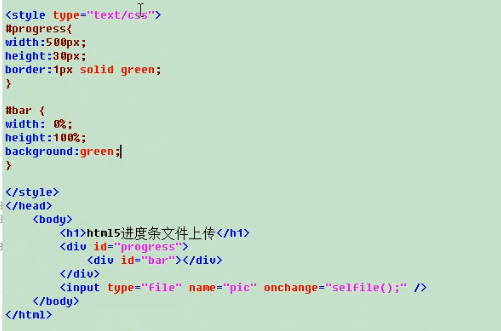 <style type="text/css">
#progress{
width:500px;
height:30px;
border:1px solid green;
}
#bar {
width: 0%;
height:100%;
background:green;
}
</style>
</head>
<body>
<h1>html5进度条文件上传</h1>
<div id="progress">
<div id="bar"></div>
</div>
<input type="file" name="pic" onchange="selfile();" />
</body>
</html>